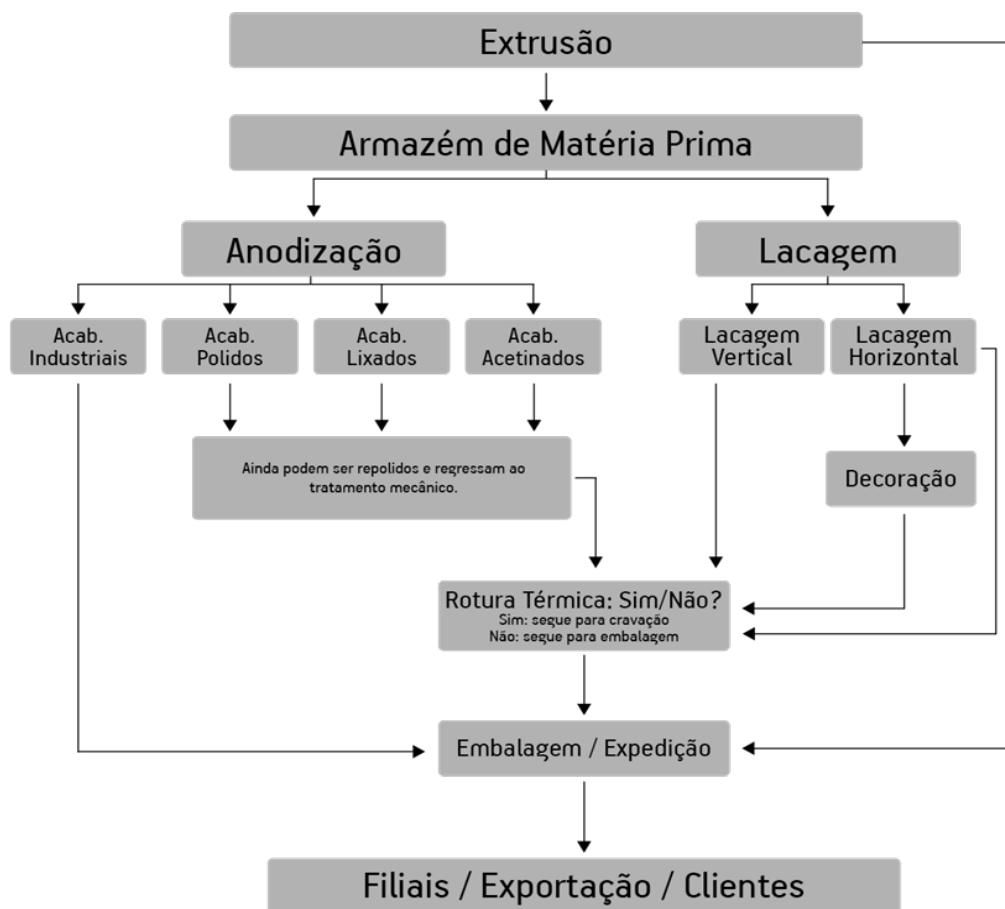 Extrusão
Armazém de Matéria Prima
Anodização
Lacagem
Acab.
Industriais
Acab.
Polidos
Acab.
Lixados
Acab.
Acetinados
Lacagem
Vertical
Lacagem
Horizontal
Ainda podem ser repolidos e regressam ao
tratamento mecânico.
Decoração
Rotura Térmica: Sim/Não?
Sim: segue para cravação
Não: segue para embalagem
Embalagem / Expedição
Filiais / Exportação / Clientes